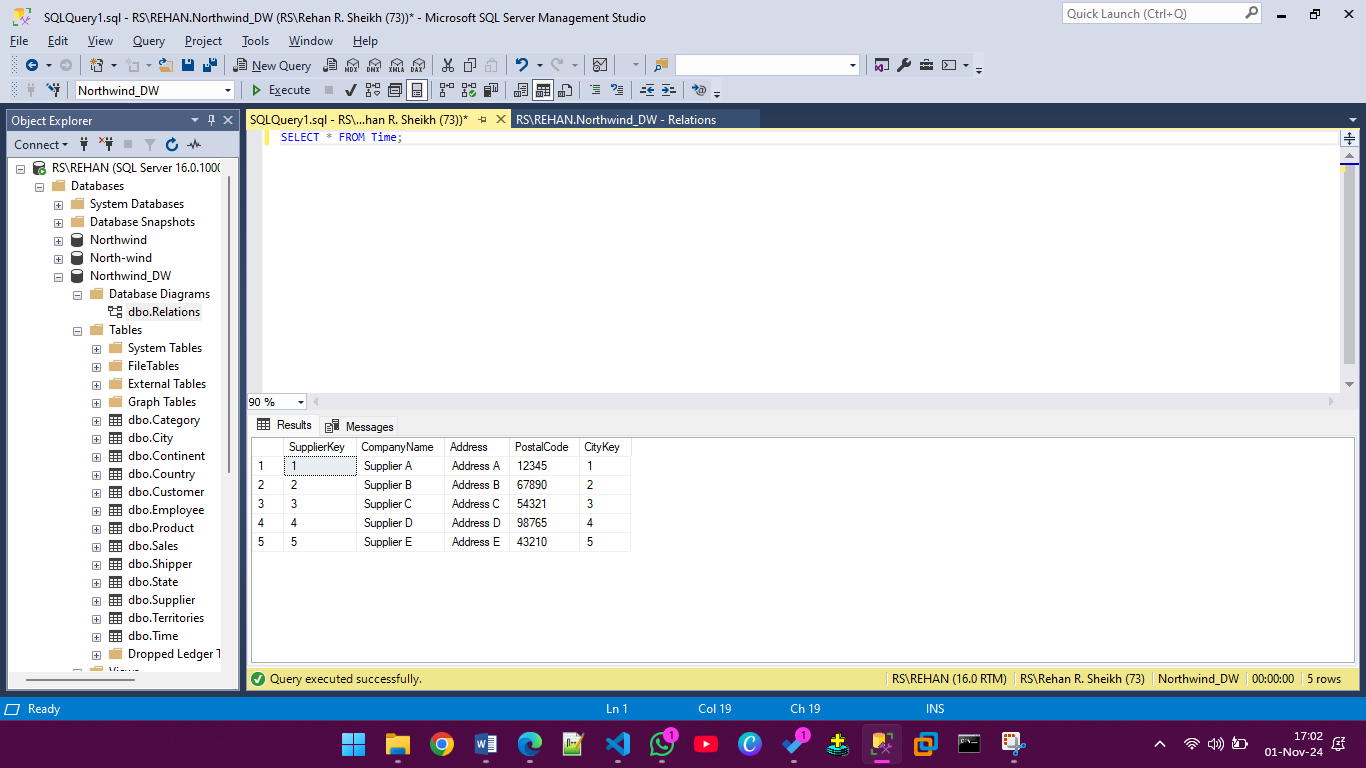 SQLQuery1.sql - RS\REHAN.Northwind_DW (RS\Rehan R. Sheikh (73))* - Microsoft SQL Server Management Studio
Quick Launch (Ctrl+Q)
File Edit View Query Project Tools Window Help
New Query MDX DMX XMLA DAX
Northwind_DW Execute
Object Explorer
Connect
RS\REHAN (SQL Server 16.0.1000
Databases
System Databases
Database Snapshots
Northwind
North-wind
Northwind_DW
Database Diagrams
dbo.Relations
Tables
System Tables
FileTables
External Tables
Graph Tables
dbo.Category
dbo.City
dbo.Continent
dbo.Country
dbo.Customer
dbo.Employee
dbo.Product
dbo.Sales
dbo.Shipper
dbo.State
dbo.Supplier
dbo.Territories
dbo.Time
Dropped Ledger T
Views
SQLQuery1.sql - RS\...han R. Sheikh (73))* RS\REHAN.Northwind_DW - Relations
SELECT * FROM Time;
90 %
Results Messages
SupplierKey CompanyName Address PostalCode CityKey
1 1 Supplier A Address A 12345 1
2 2 Supplier B Address B 67890 2
3 3 Supplier C Address C 54321 3
4 4 Supplier D Address D 98765 4
5 5 Supplier E Address E 43210 5
Query executed successfully. RS\REHAN (16.0 RTM) RS\Rehan R. Sheikh (73) Northwind_DW 00:00:00 5 rows
Ready Ln 1 Col 19 Ch 19 INS
1 1
17:02
01-Nov-24